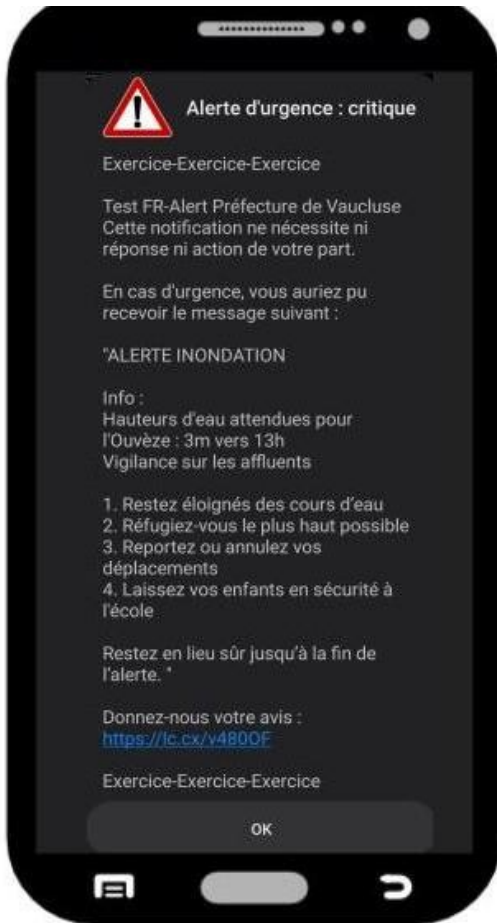 Alerte d'urgence : critique
Exercice-Exercice-Exercice
Test FR-Alert Préfecture de Vaucluse
Cette notification ne nécessite ni
réponse ni action de votre part.
En cas d'urgence, vous auriez pu
recevoir le message suivant :
"ALERTE INONDATION
Info :
Hauteurs d'eau attendues pour
l'Ouvèze : 3m vers 13h
Vigilance sur les affluents
1. Restez éloignés des cours d'eau
2. Réfugiez-vous le plus haut possible
3. Reportez ou annulez vos
déplacements
4. Laissez vos enfants en sécurité à
l'école
Restez en lieu sûr jusqu'à la fin de
l'alerte. "
Donnez-nous votre avis :
https://lc.cx/v480OF
Exercice-Exercice-Exercice
OK